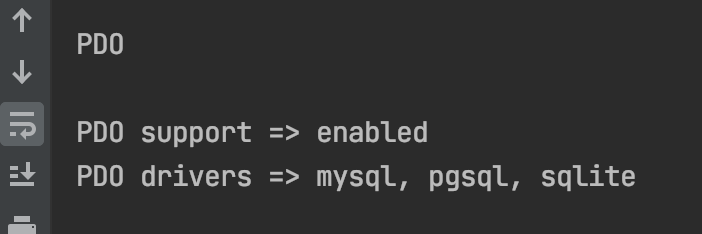 PDO
PDO support => enabled
PDO drivers => mysql, pgsql, sqlite